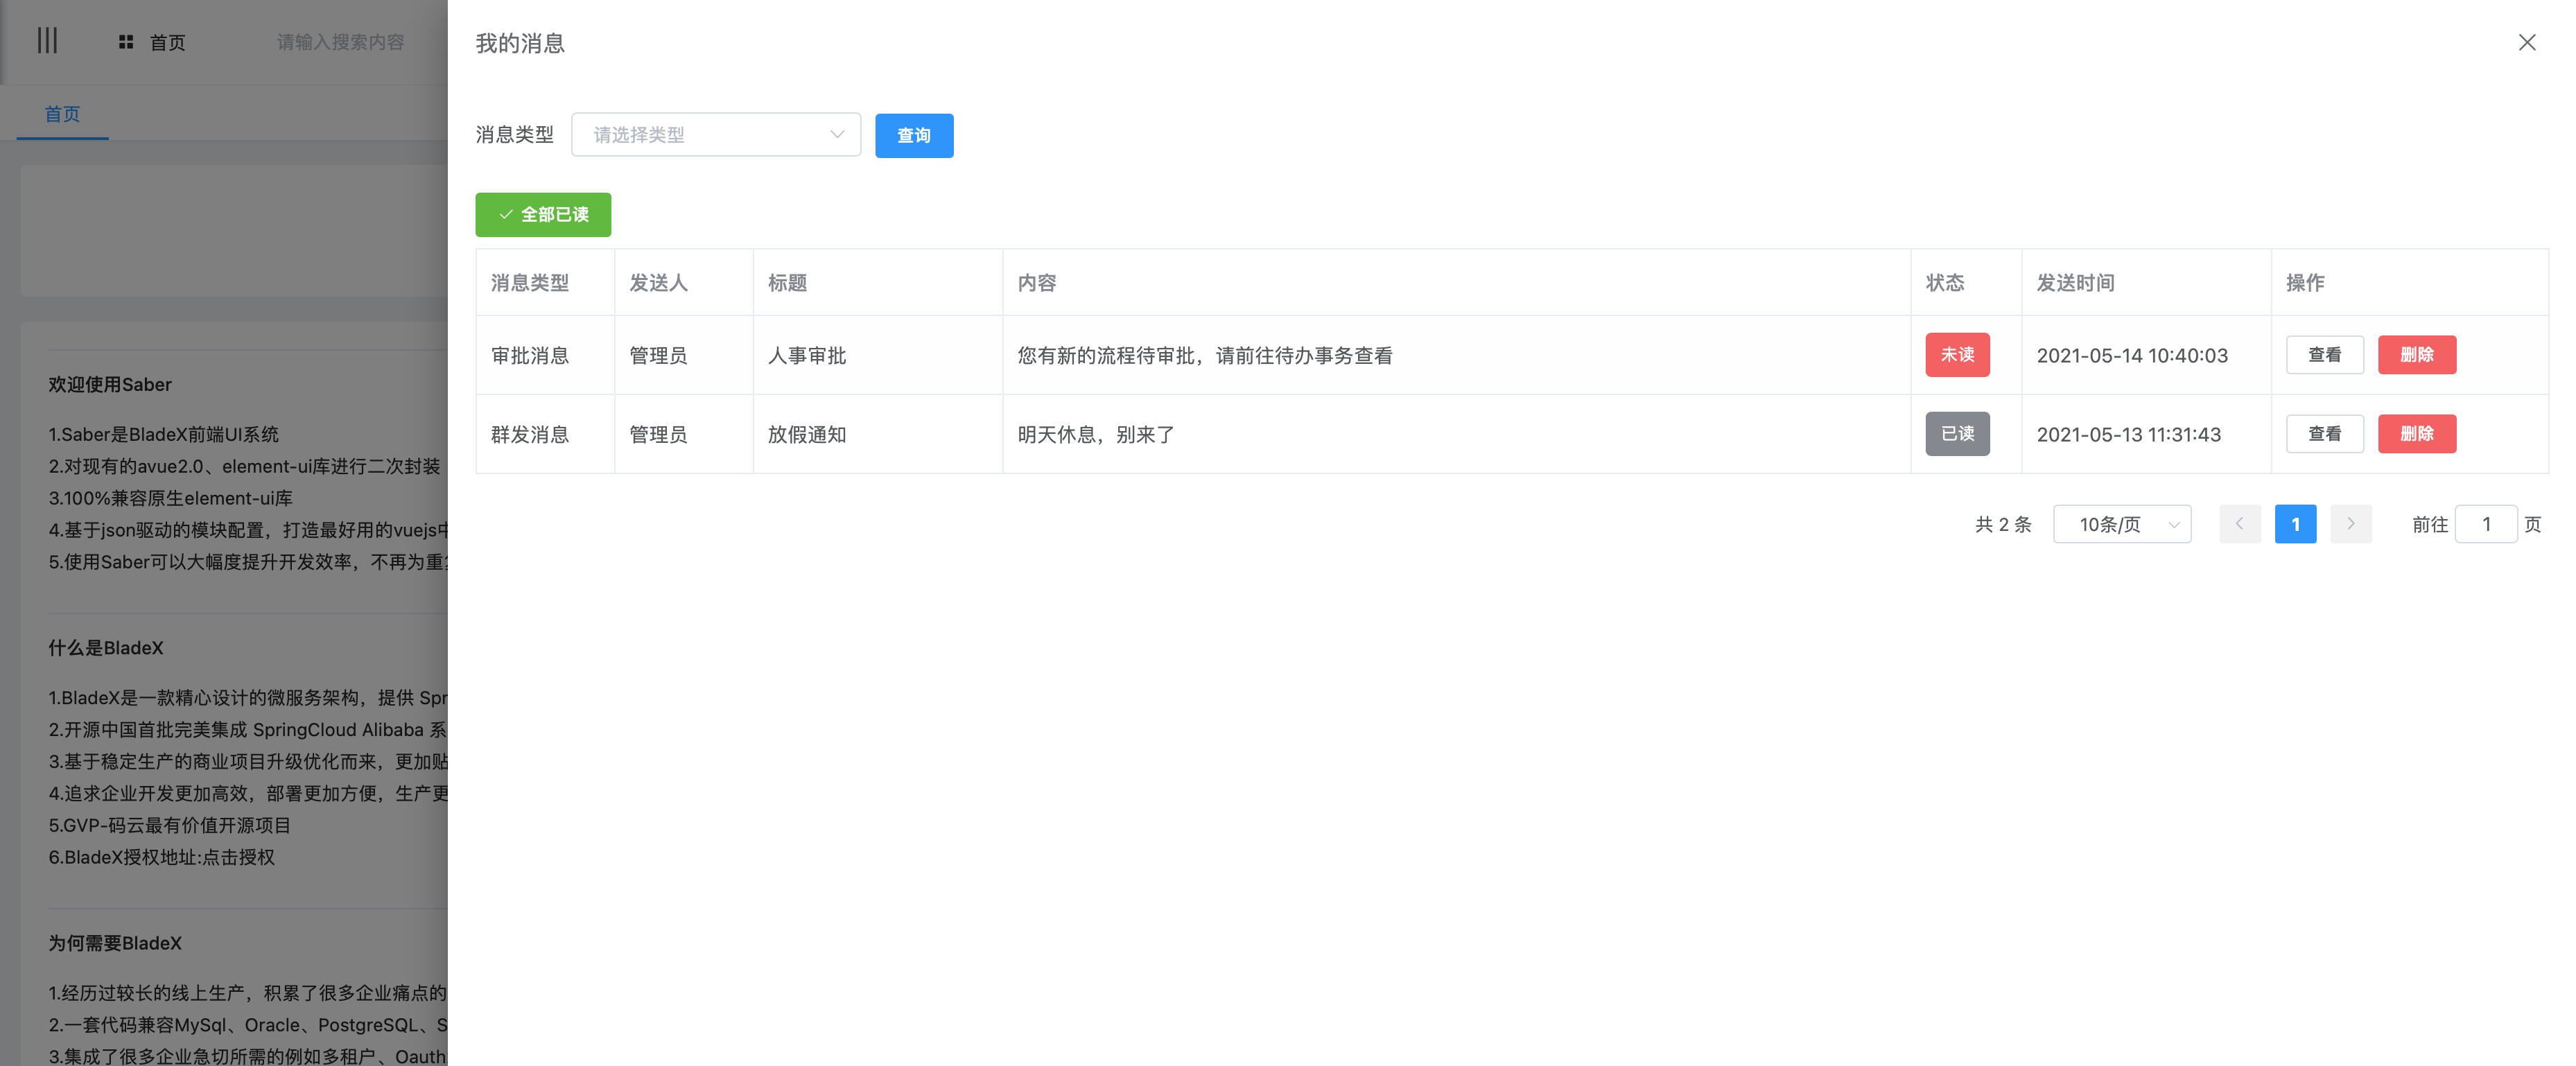 首页 请输入搜索内容
首页
欢迎使用Saber
1.Saber是BladeX前端UI系统
2.对现有的avue2.0、element-ui库进行二次封装
3.100%兼容原生element-ui库
4.基于json驱动的模块配置，打造最好用的vuejs中
5.使用Saber可以大幅度提升开发效率，不再为重
什么是BladeX
1.BladeX是一款精心设计的微服务架构，提供 Spr
2.开源中国首批完美集成 SpringCloud Alibaba 系
3.基于稳定生产的商业项目升级优化而来，更加贴
4.追求企业开发更加高效，部署更加方便，生产更
5.GVP-码云最有价值开源项目
6.BladeX授权地址:点击授权
为何需要BladeX
1.经历过较长的线上生产，积累了很多企业痛点的
2.一套代码兼容MySql、Oracle、PostgreSQL、S
3.集成了很多企业急切所需的例如多租户、Oauth
我的消息
消息类型 请选择类型 查询
全部已读
消息类型 发送人 标题 内容 状态 发送时间 操作
审批消息 管理员 人事审批 您有新的流程待审批，请前往待办事务查看 未读 2021-05-14 10:40:03 查看 删除
群发消息 管理员 放假通知 明天休息，别来了 已读 2021-05-13 11:31:43 查看 删除
共 2 条 10条/页 1 前往 1 页